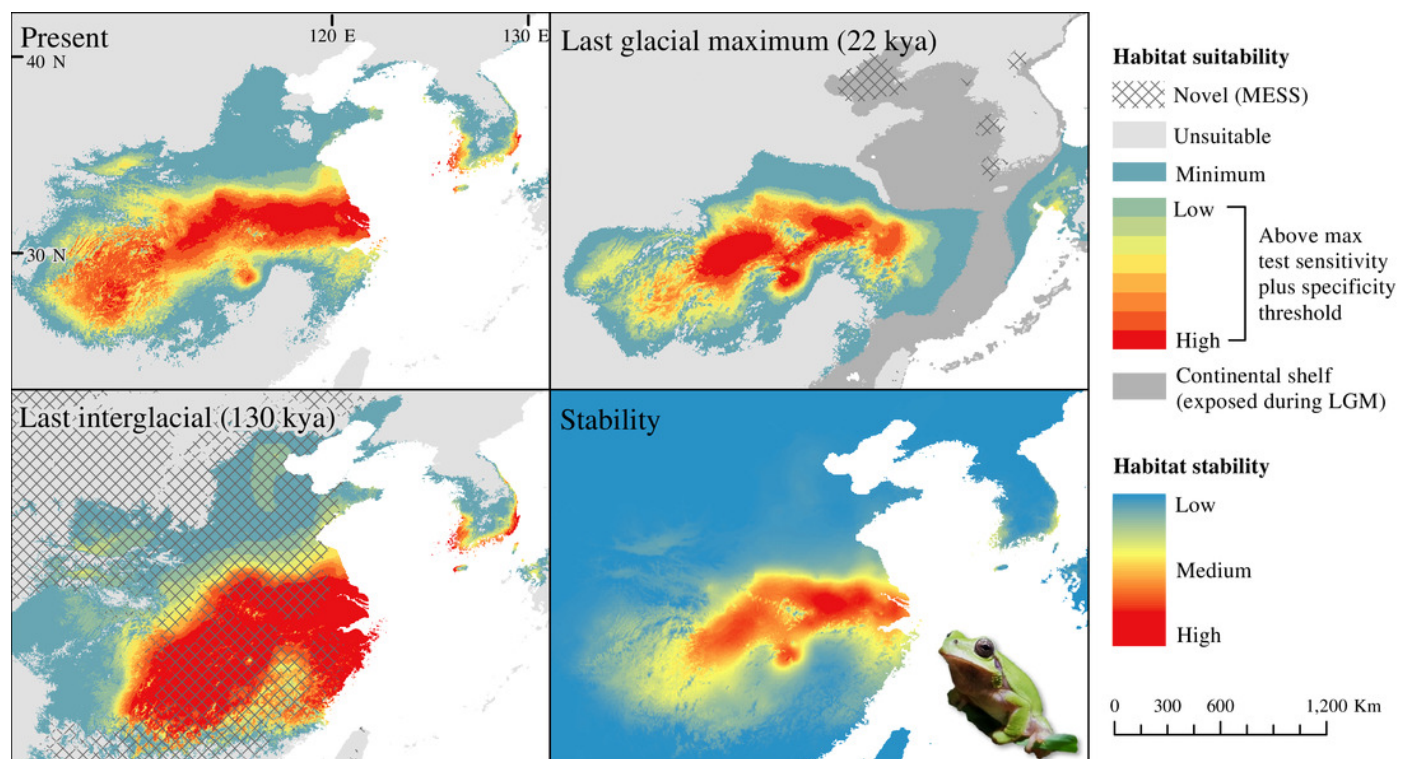 Present
120 E
130 E
40 N
30 N
Last glacial maximum (22 kya)
Last interglacial (130 kya)
Stability
Habitat suitability
Novel (MESS)
Unsuitable
Minimum
Low
Above max
test sensitivity
plus specificity
threshold
High
Continental shelf
(exposed during LGM)
Habitat stability
Low
Medium
High
0 300 600 1,200 Km